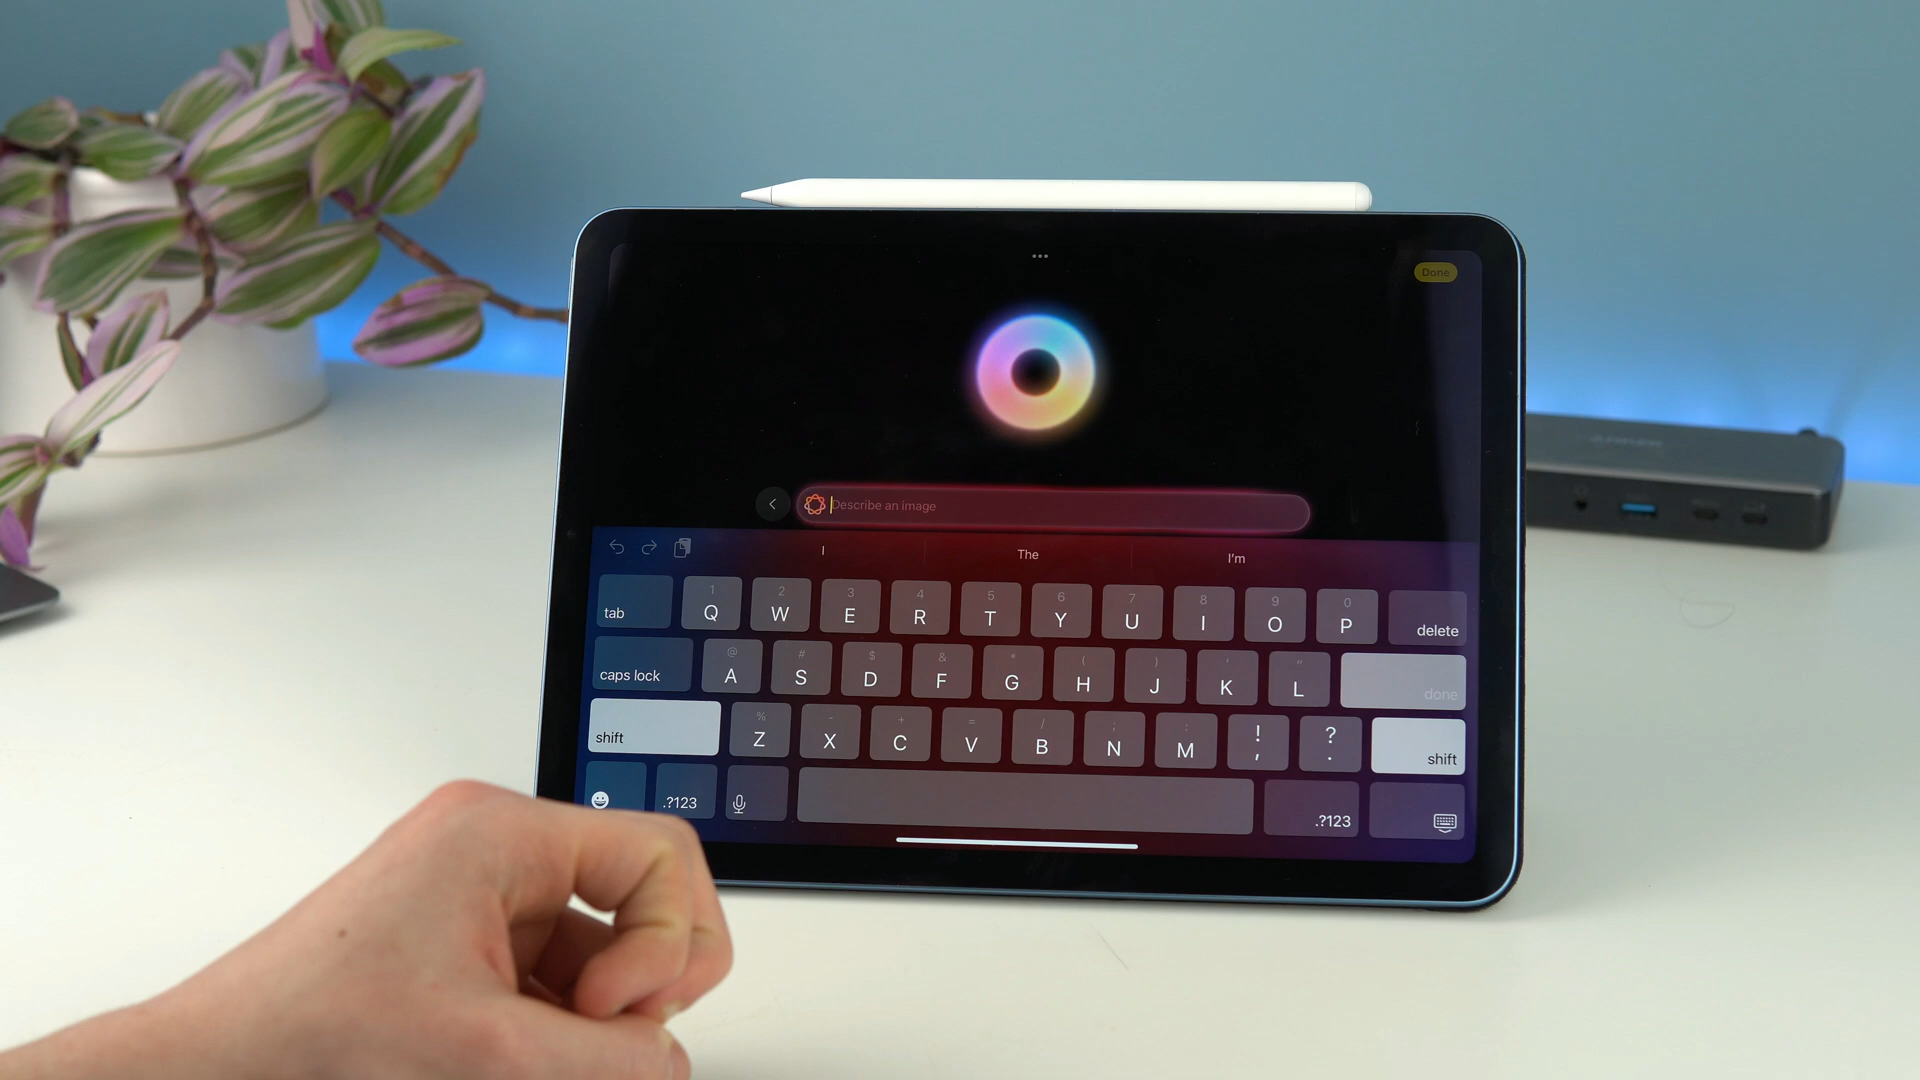 Done
Describe an image
I The I'm
tab 1 Q 2 W 3 E 4 R 5 T 6 Y 7 U 8 I 9 O 0 P delete
caps lock @ A # S $ D & F * G ( H ) J ' K " L done
shift % Z - X + C = V / B ; N : M ! , ? . shift
.?123 .?123
ANKER